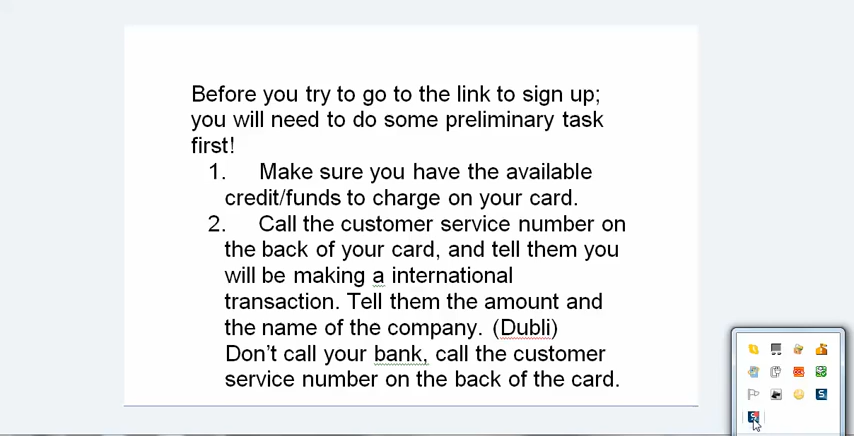 Before you try to go to the link to sign up;
you will need to do some preliminary task
first!
1. Make sure you have the available
credit/funds to charge on your card.
2. Call the customer service number on
the back of your card, and tell them you
will be making a international
transaction. Tell them the amount and
the name of the company. (Dubli)
Don't call your bank, call the customer
service number on the back of the card.